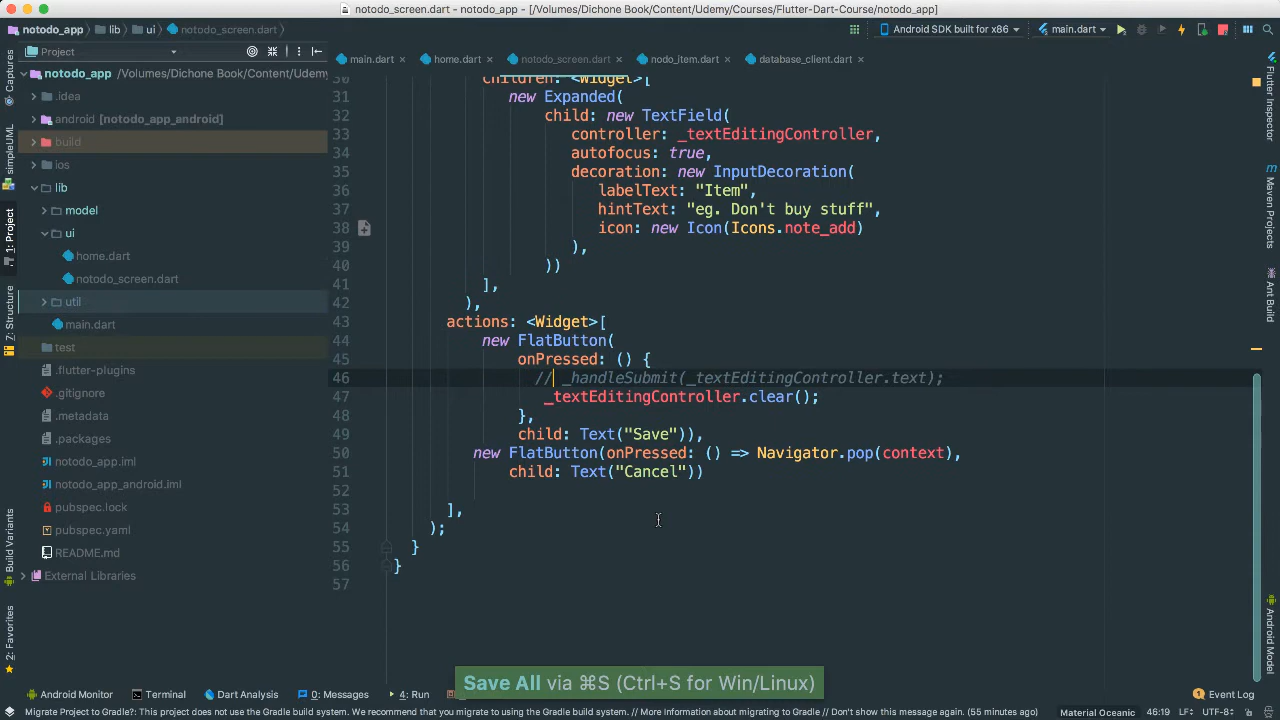 notodo_screen.dart - notodo_app - [/Volumes/Dichone Book/Content/Udemy/Courses/Flutter-Dart-Course/notodo_app]
notodo_app lib ui notodo_screen.dart Android SDK built for x86 main.dart
Project main.dart home.dart notodo_screen.dart nodo_item.dart database_client.dart
notodo_app /Volumes/Dichone Book/Content/Udemy
.idea
android [notodo_app_android]
build
ios
lib
model
ui
home.dart
notodo_screen.dart
util
main.dart
test
.flutter-plugins
.gitignore
.metadata
.packages
notodo_app.iml
notodo_app_android.iml
pubspec.lock
pubspec.yaml
README.md
External Libraries
Captures
simpleUML
1: Project
7: Structure
Build Variants
2: Favorites
30 children: <Widget>[
31 new Expanded(
32 child: new TextField(
33 controller: _textEditingController,
34 autofocus: true,
35 decoration: new InputDecoration(
36 labelText: "Item",
37 hintText: "eg. Don't buy stuff",
38 icon: new Icon(Icons.note_add)
39 ),
40 ))
41 ],
42 ),
43 actions: <Widget>[
44 new FlatButton(
45 onPressed: () {
46 // _handleSubmit(_textEditingController.text);
47 _textEditingController.clear();
48 },
49 child: Text("Save")),
50 new FlatButton(onPressed: () => Navigator.pop(context),
51 child: Text("Cancel"))
52
53 ],
54 );
55 }
56 }
57
Flutter Inspector
Maven Projects
Ant Build
Android Model
Save All via ⌘S (Ctrl+S for Win/Linux)
Android Monitor Terminal Dart Analysis 0: Messages 4: Run Event Log
Migrate Project to Gradle?: This project does not use the Gradle build system. We recommend that you migrate to using the Gradle build system. // More information about migrating to Gradle // Don't show this message again. (55 minutes ago) Material Oceanic 46:19 LF÷ UTF-8÷